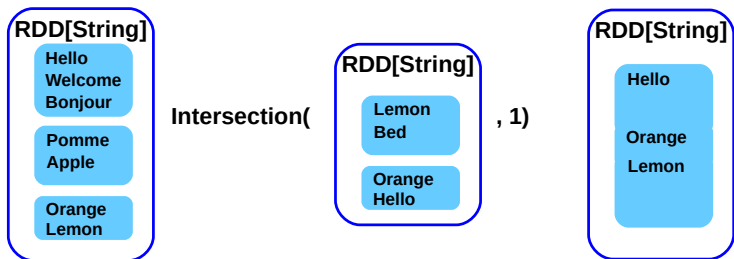 RDD[String]
Hello
Welcome
Bonjour
Pomme
Apple
Orange
Lemon
Intersection(
RDD[String]
Lemon
Bed
Orange
Hello
, 1)
RDD[String]
Hello
Orange
Lemon